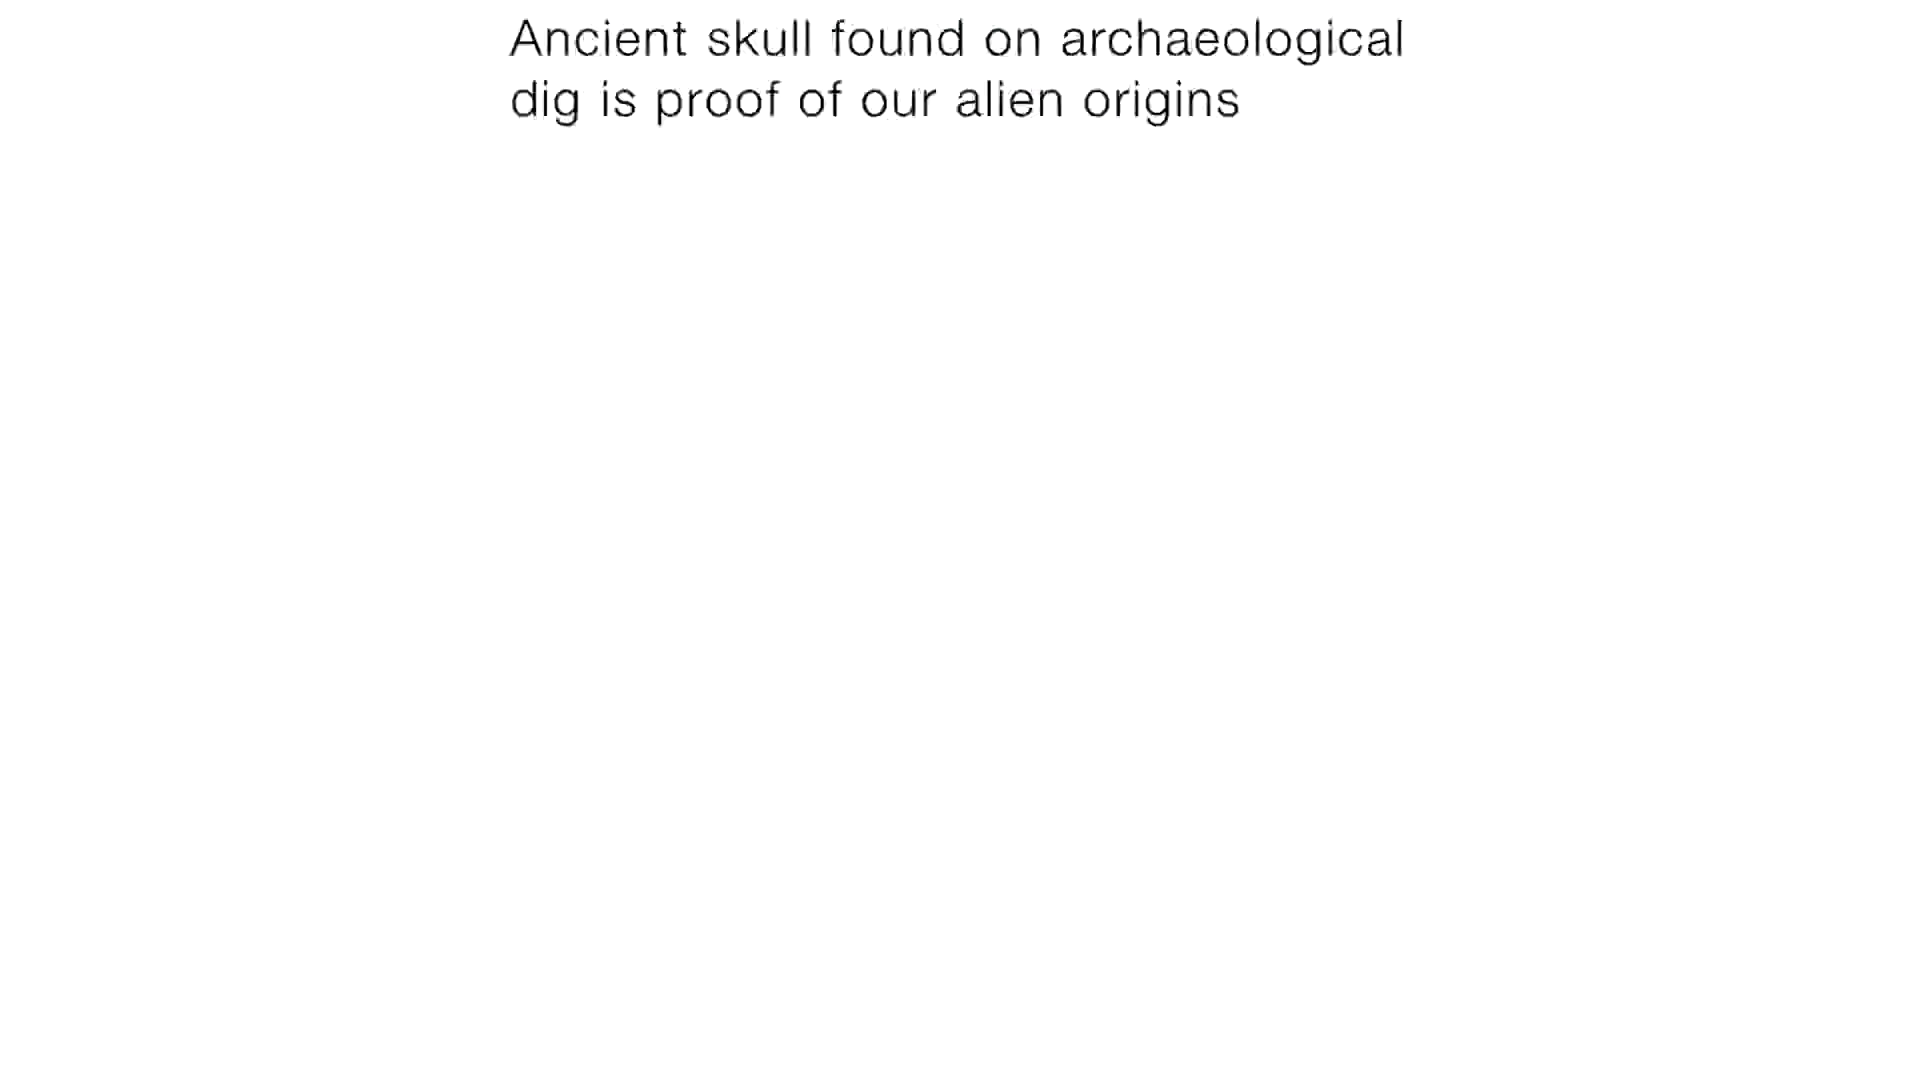 Ancient skull found on archaeological
dig is proof of our alien origins